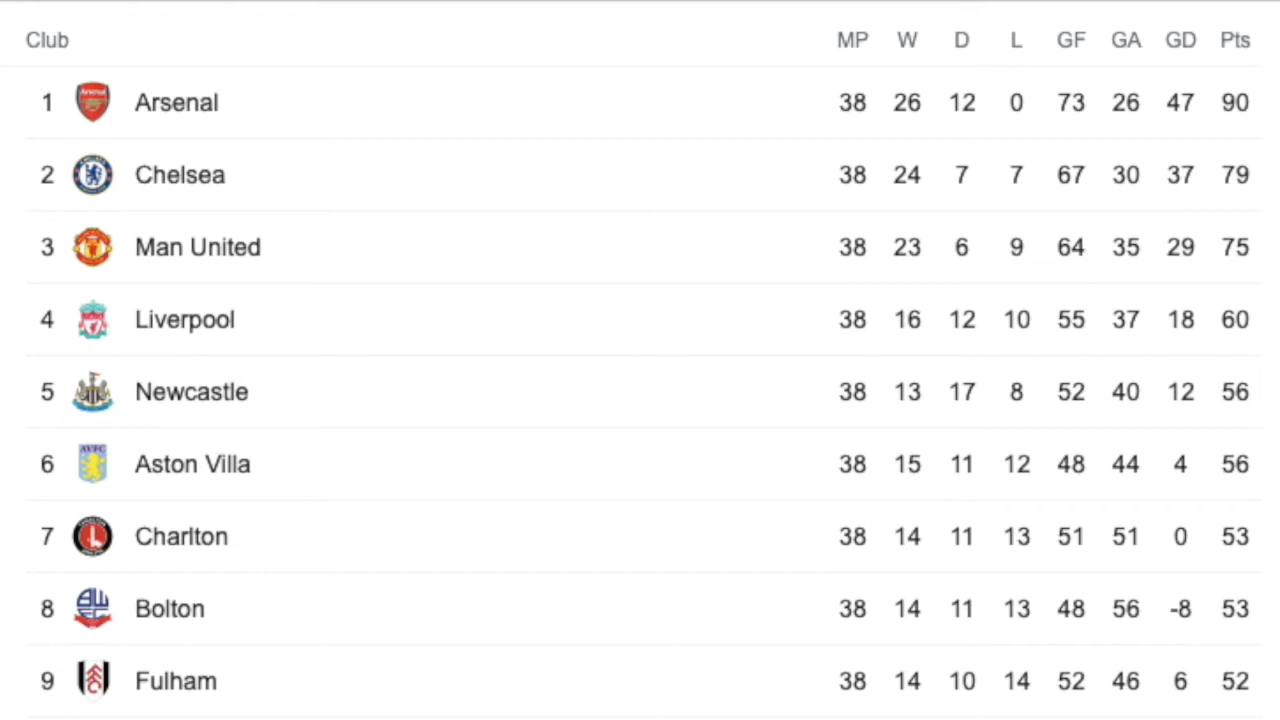 Club MP W D L GF GA GD Pts
1 Arsenal 38 26 12 0 73 26 47 90
2 Chelsea 38 24 7 7 67 30 37 79
3 Man United 38 23 6 9 64 35 29 75
4 Liverpool 38 16 12 10 55 37 18 60
5 Newcastle 38 13 17 8 52 40 12 56
6 AVFC Aston Villa 38 15 11 12 48 44 4 56
7 Charlton 38 14 11 13 51 51 0 53
8 Bolton 38 14 11 13 48 56 -8 53
9 Fulham 38 14 10 14 52 46 6 52